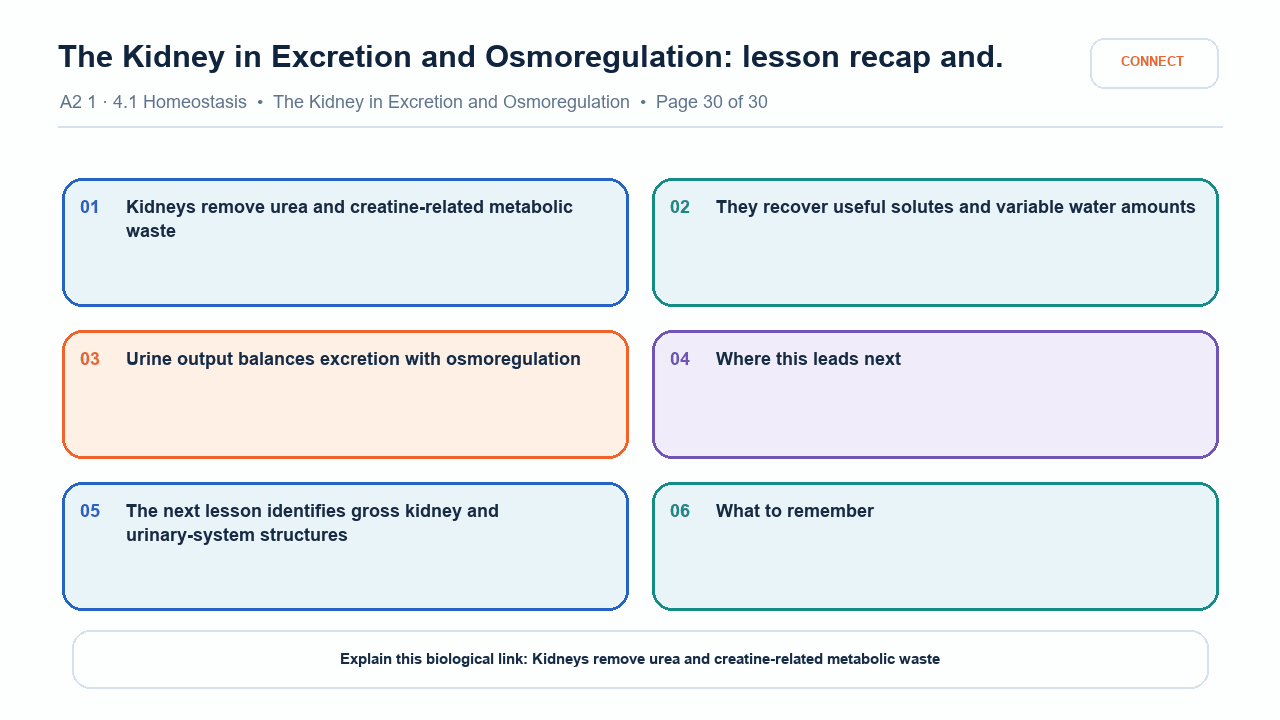 The Kidney in Excretion and Osmoregulation: lesson recap and.
CONNECT
A2 1 · 4.1 Homeostasis • The Kidney in Excretion and Osmoregulation • Page 30 of 30
01 Kidneys remove urea and creatine-related metabolic
waste
02 They recover useful solutes and variable water amounts
03 Urine output balances excretion with osmoregulation
04 Where this leads next
05 The next lesson identifies gross kidney and
urinary-system structures
06 What to remember
Explain this biological link: Kidneys remove urea and creatine-related metabolic waste